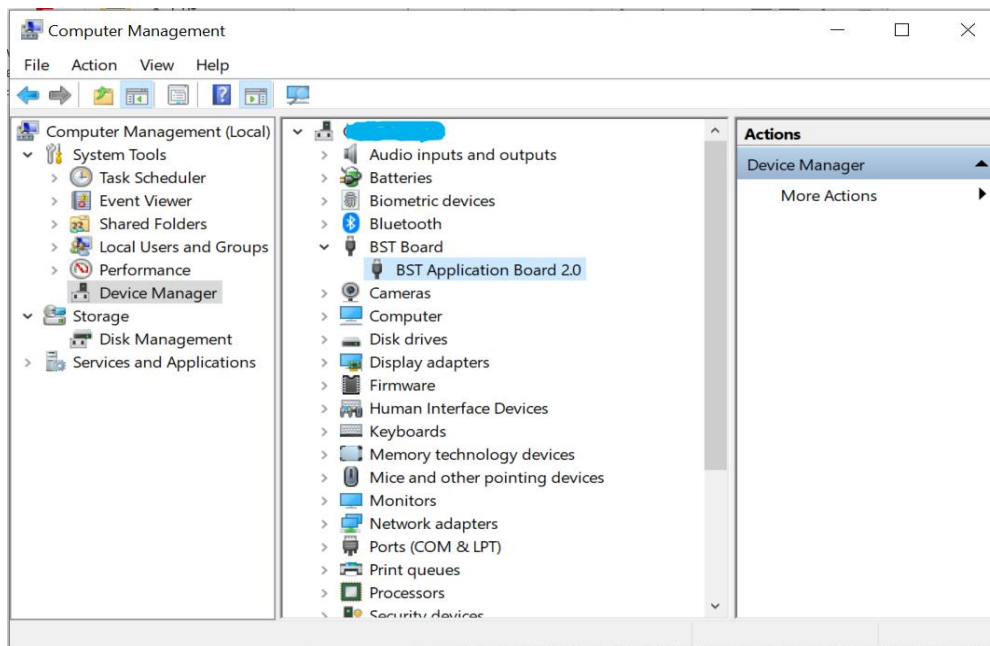 Computer Management
File Action View Help
Computer Management (Local)
System Tools
Task Scheduler
Event Viewer
Shared Folders
Local Users and Groups
Performance
Device Manager
Storage
Disk Management
Services and Applications
Audio inputs and outputs
Batteries
Biometric devices
Bluetooth
BST Board
BST Application Board 2.0
Cameras
Computer
Disk drives
Display adapters
Firmware
Human Interface Devices
Keyboards
Memory technology devices
Mice and other pointing devices
Monitors
Network adapters
Ports (COM & LPT)
Print queues
Processors
Security devices
Actions
Device Manager
More Actions